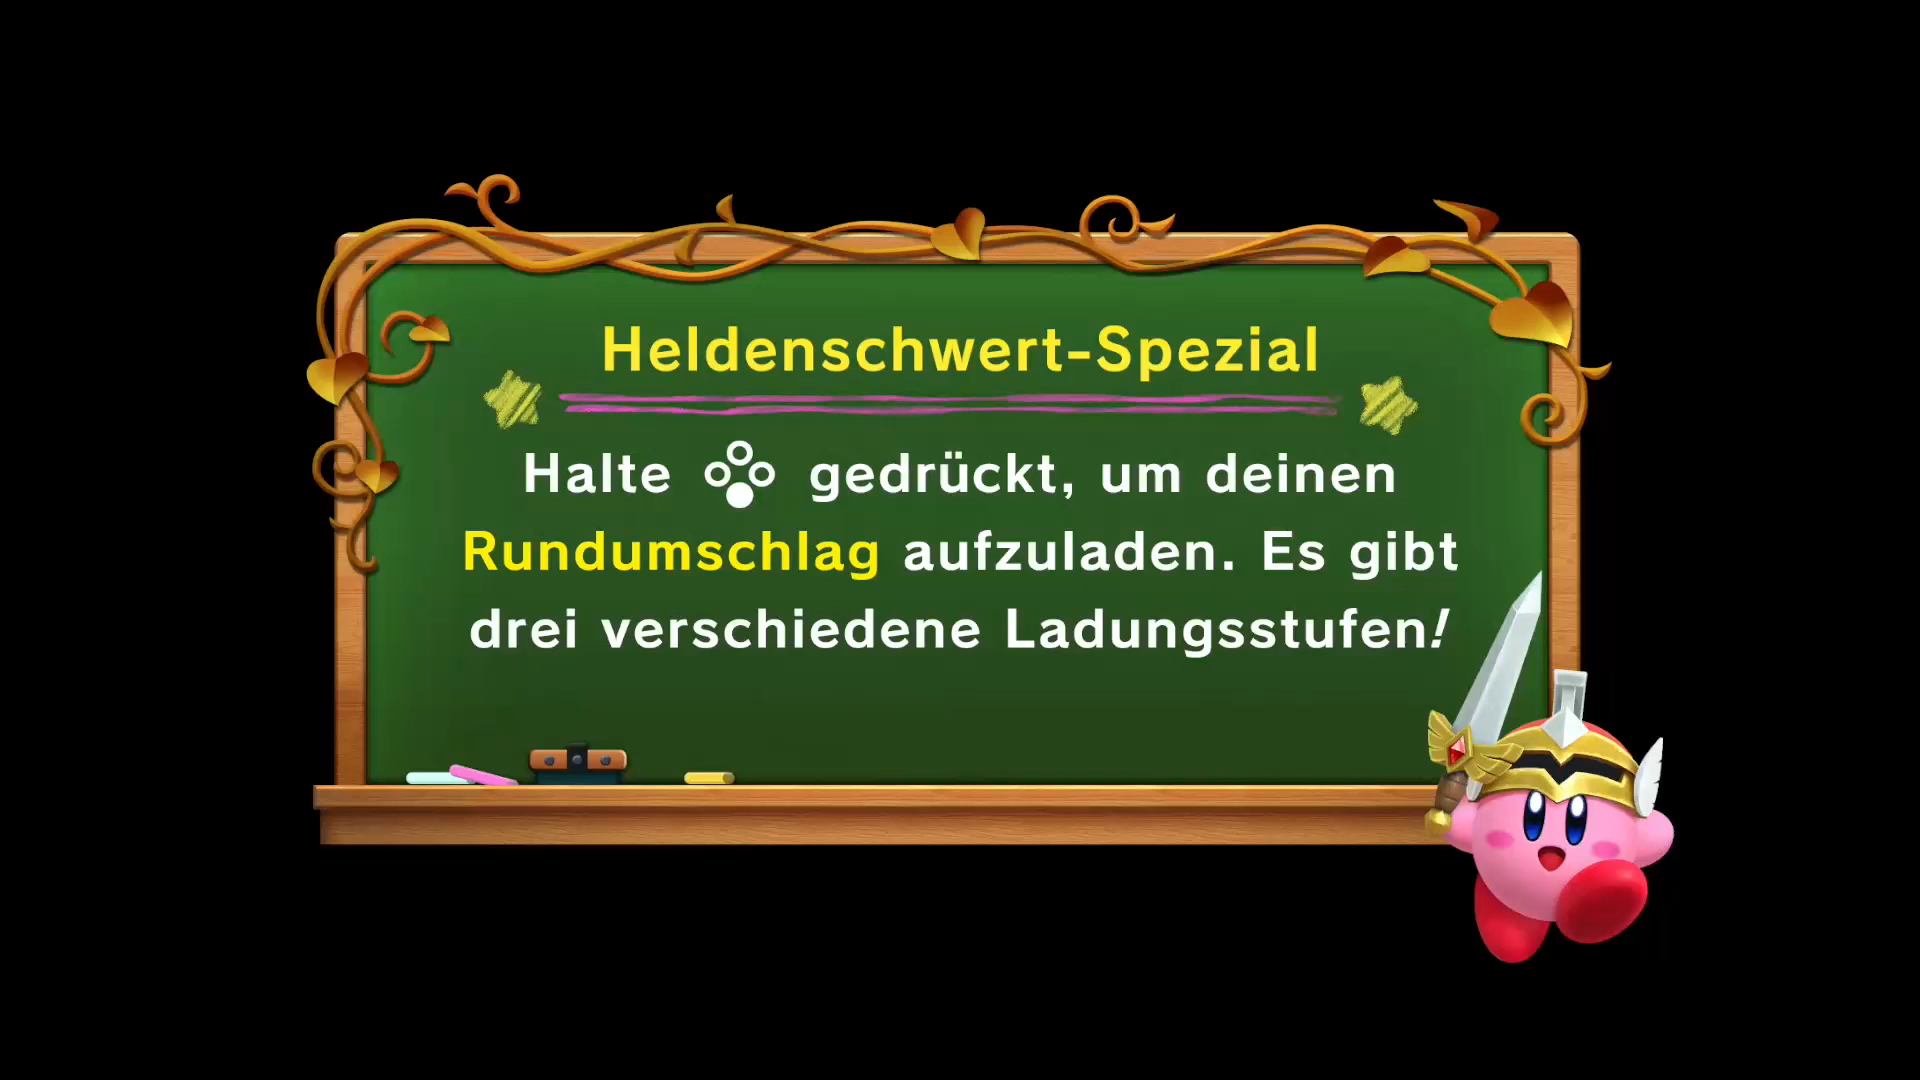 Heldenschwert-Spezial
Halte gedrückt, um deinen
Rundumschlag aufzuladen. Es gibt
drei verschiedene Ladungsstufen!